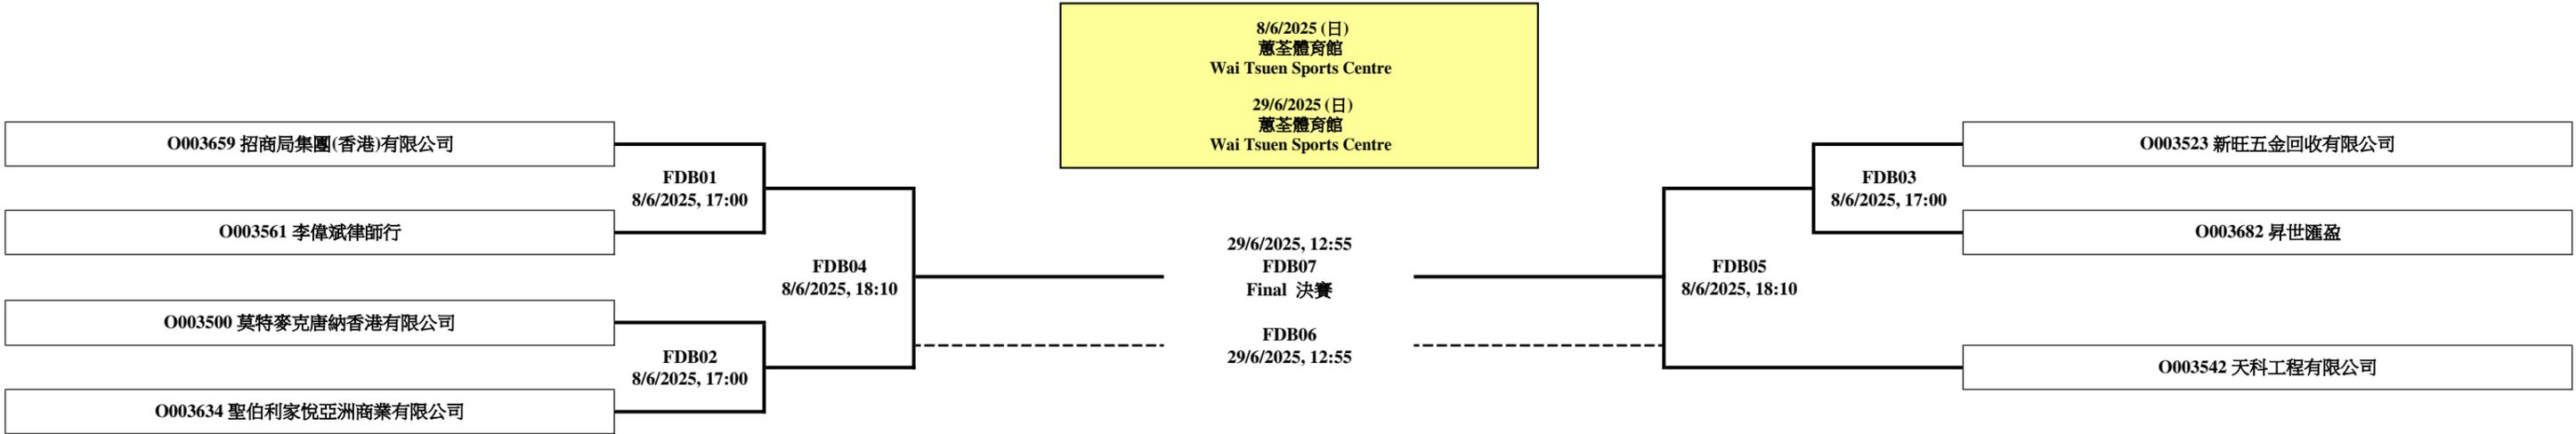 8/6/2025 (日)
蕙荃體育館
Wai Tsuen Sports Centre
29/6/2025 (日)
蕙荃體育館
Wai Tsuen Sports Centre
O003659 招商局集團(香港)有限公司
FDB01
8/6/2025, 17:00
O003561 李偉斌律師行
FDB04
8/6/2025, 18:10
O003500 莫特麥克唐納香港有限公司
FDB02
8/6/2025, 17:00
O003634 聖伯利家悅亞洲商業有限公司
29/6/2025, 12:55
FDB07
Final 決賽
FDB06
29/6/2025, 12:55
O003523 新旺五金回收有限公司
FDB03
8/6/2025, 17:00
O003682 昇世匯盈
FDB05
8/6/2025, 18:10
O003542 天科工程有限公司